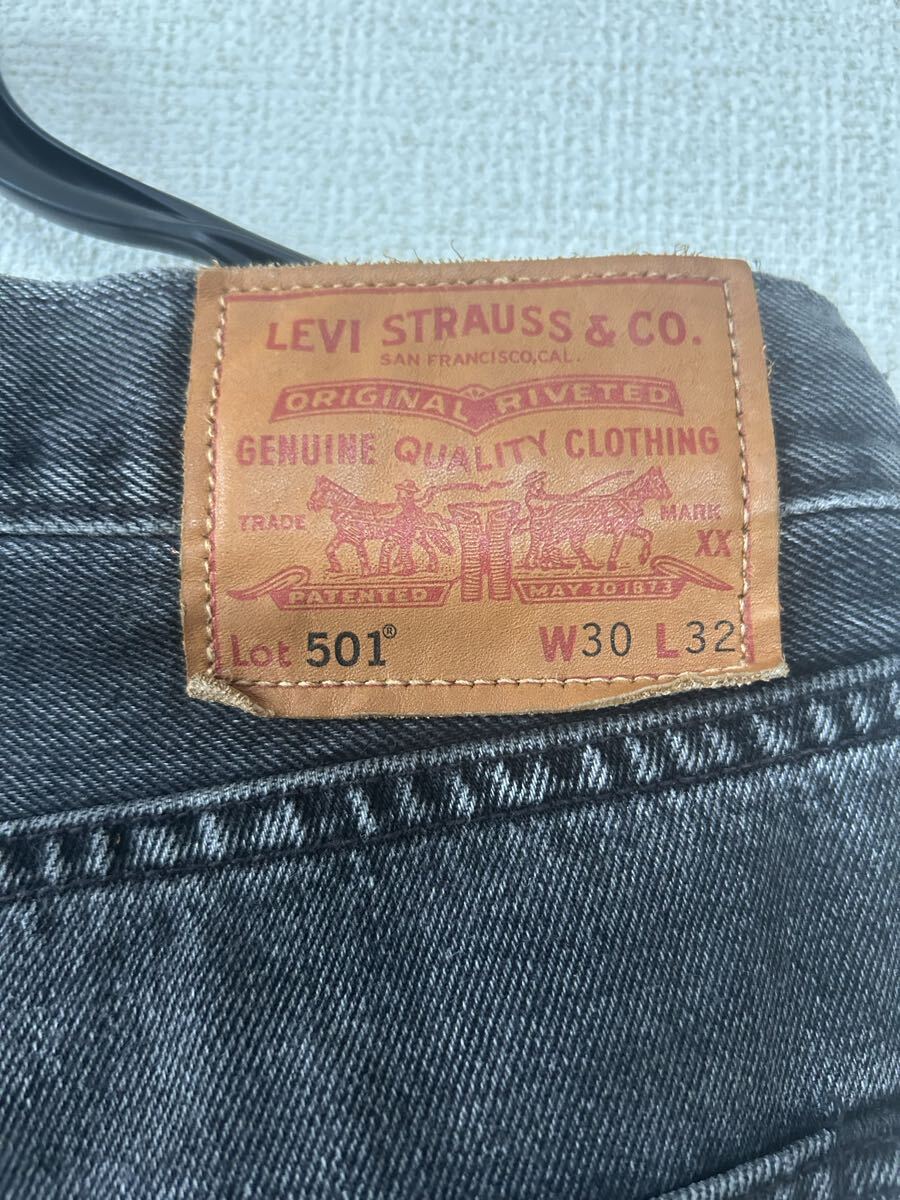 LEVI STRAUSS & CO.
SAN FRANCISCO, CAL.
ORIGINAL RIVETED
GENUINE QUALITY CLOTHING
TRADE MARK
XX
PATENTED MAY 20 1873
Lot 501® W30 L32